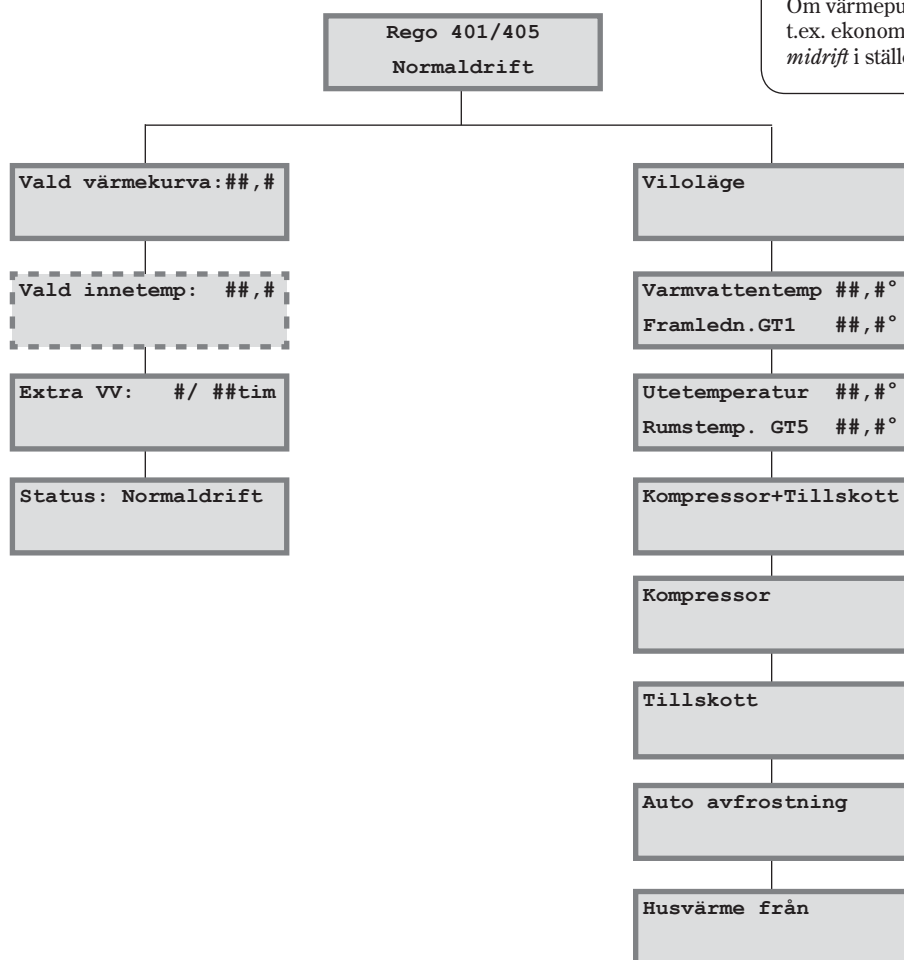 Om värmepu
t.ex. ekonom
midrift i ställ
Rego 401/405
Normaldrift
Vald värmekurva:##,#
Vald innetemp: ##,#
Extra VV: #/ ##tim
Status: Normaldrift
Viloläge
Varmvattentemp ##,#°
Framledn.GT1 ##,#°
Utetemperatur ##,#°
Rumstemp. GT5 ##,#°
Kompressor+Tillskott
Kompressor
Tillskott
Auto avfrostning
Husvärme från